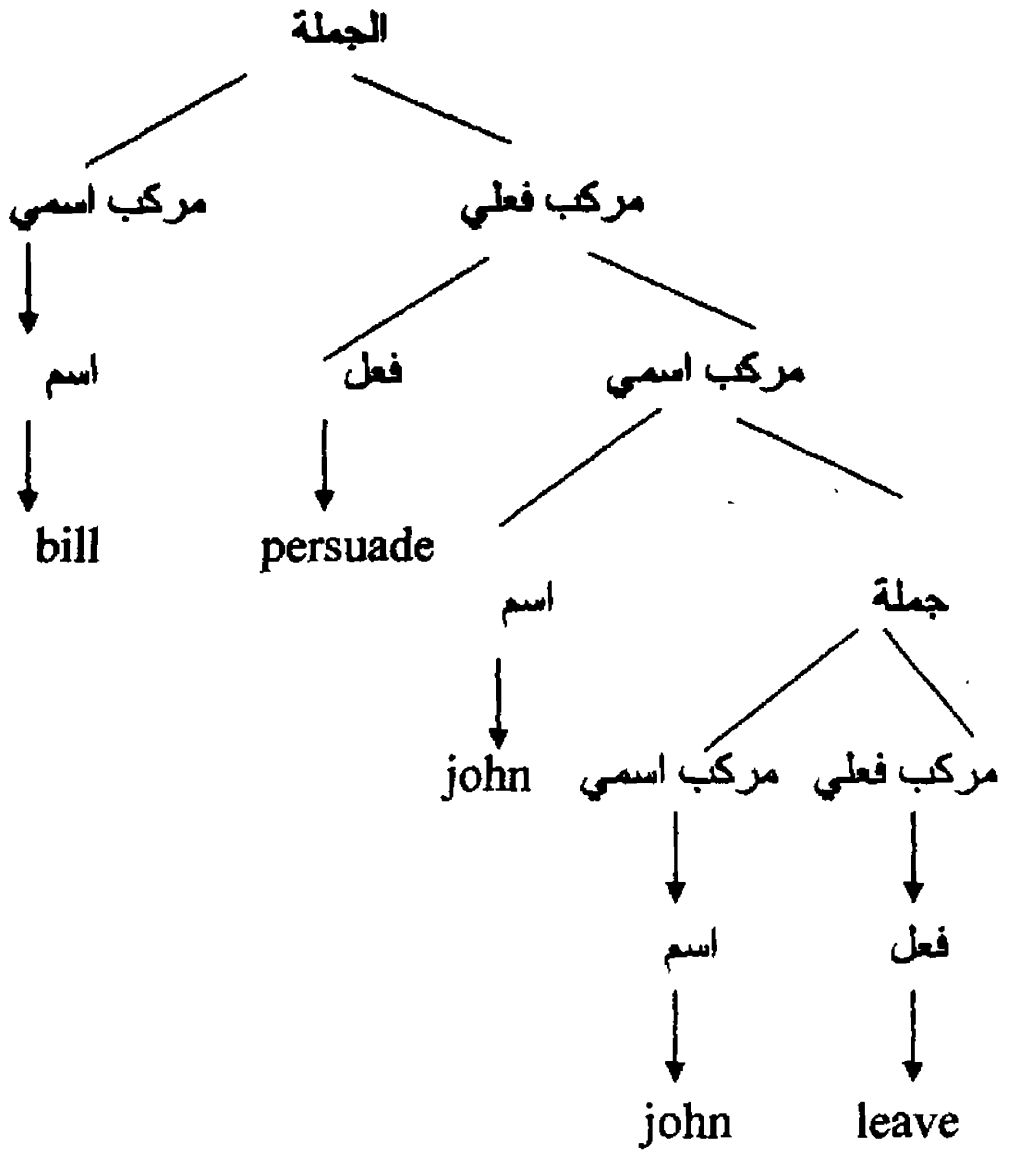 الجملة
مركب اسمي مركب فعلي
اسم فعل مركب اسمي
bill persuade
اسم جملة
john مركب اسمي مركب فعلي
اسم فعل
john leave